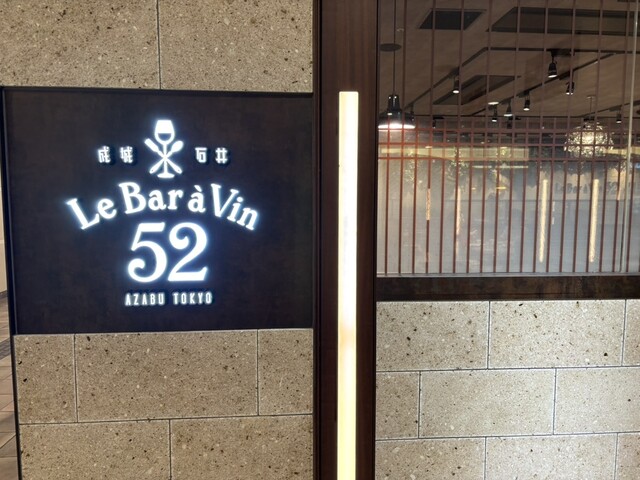 成城 石井
Le Bar à Vin
52
AZABU TOKYO